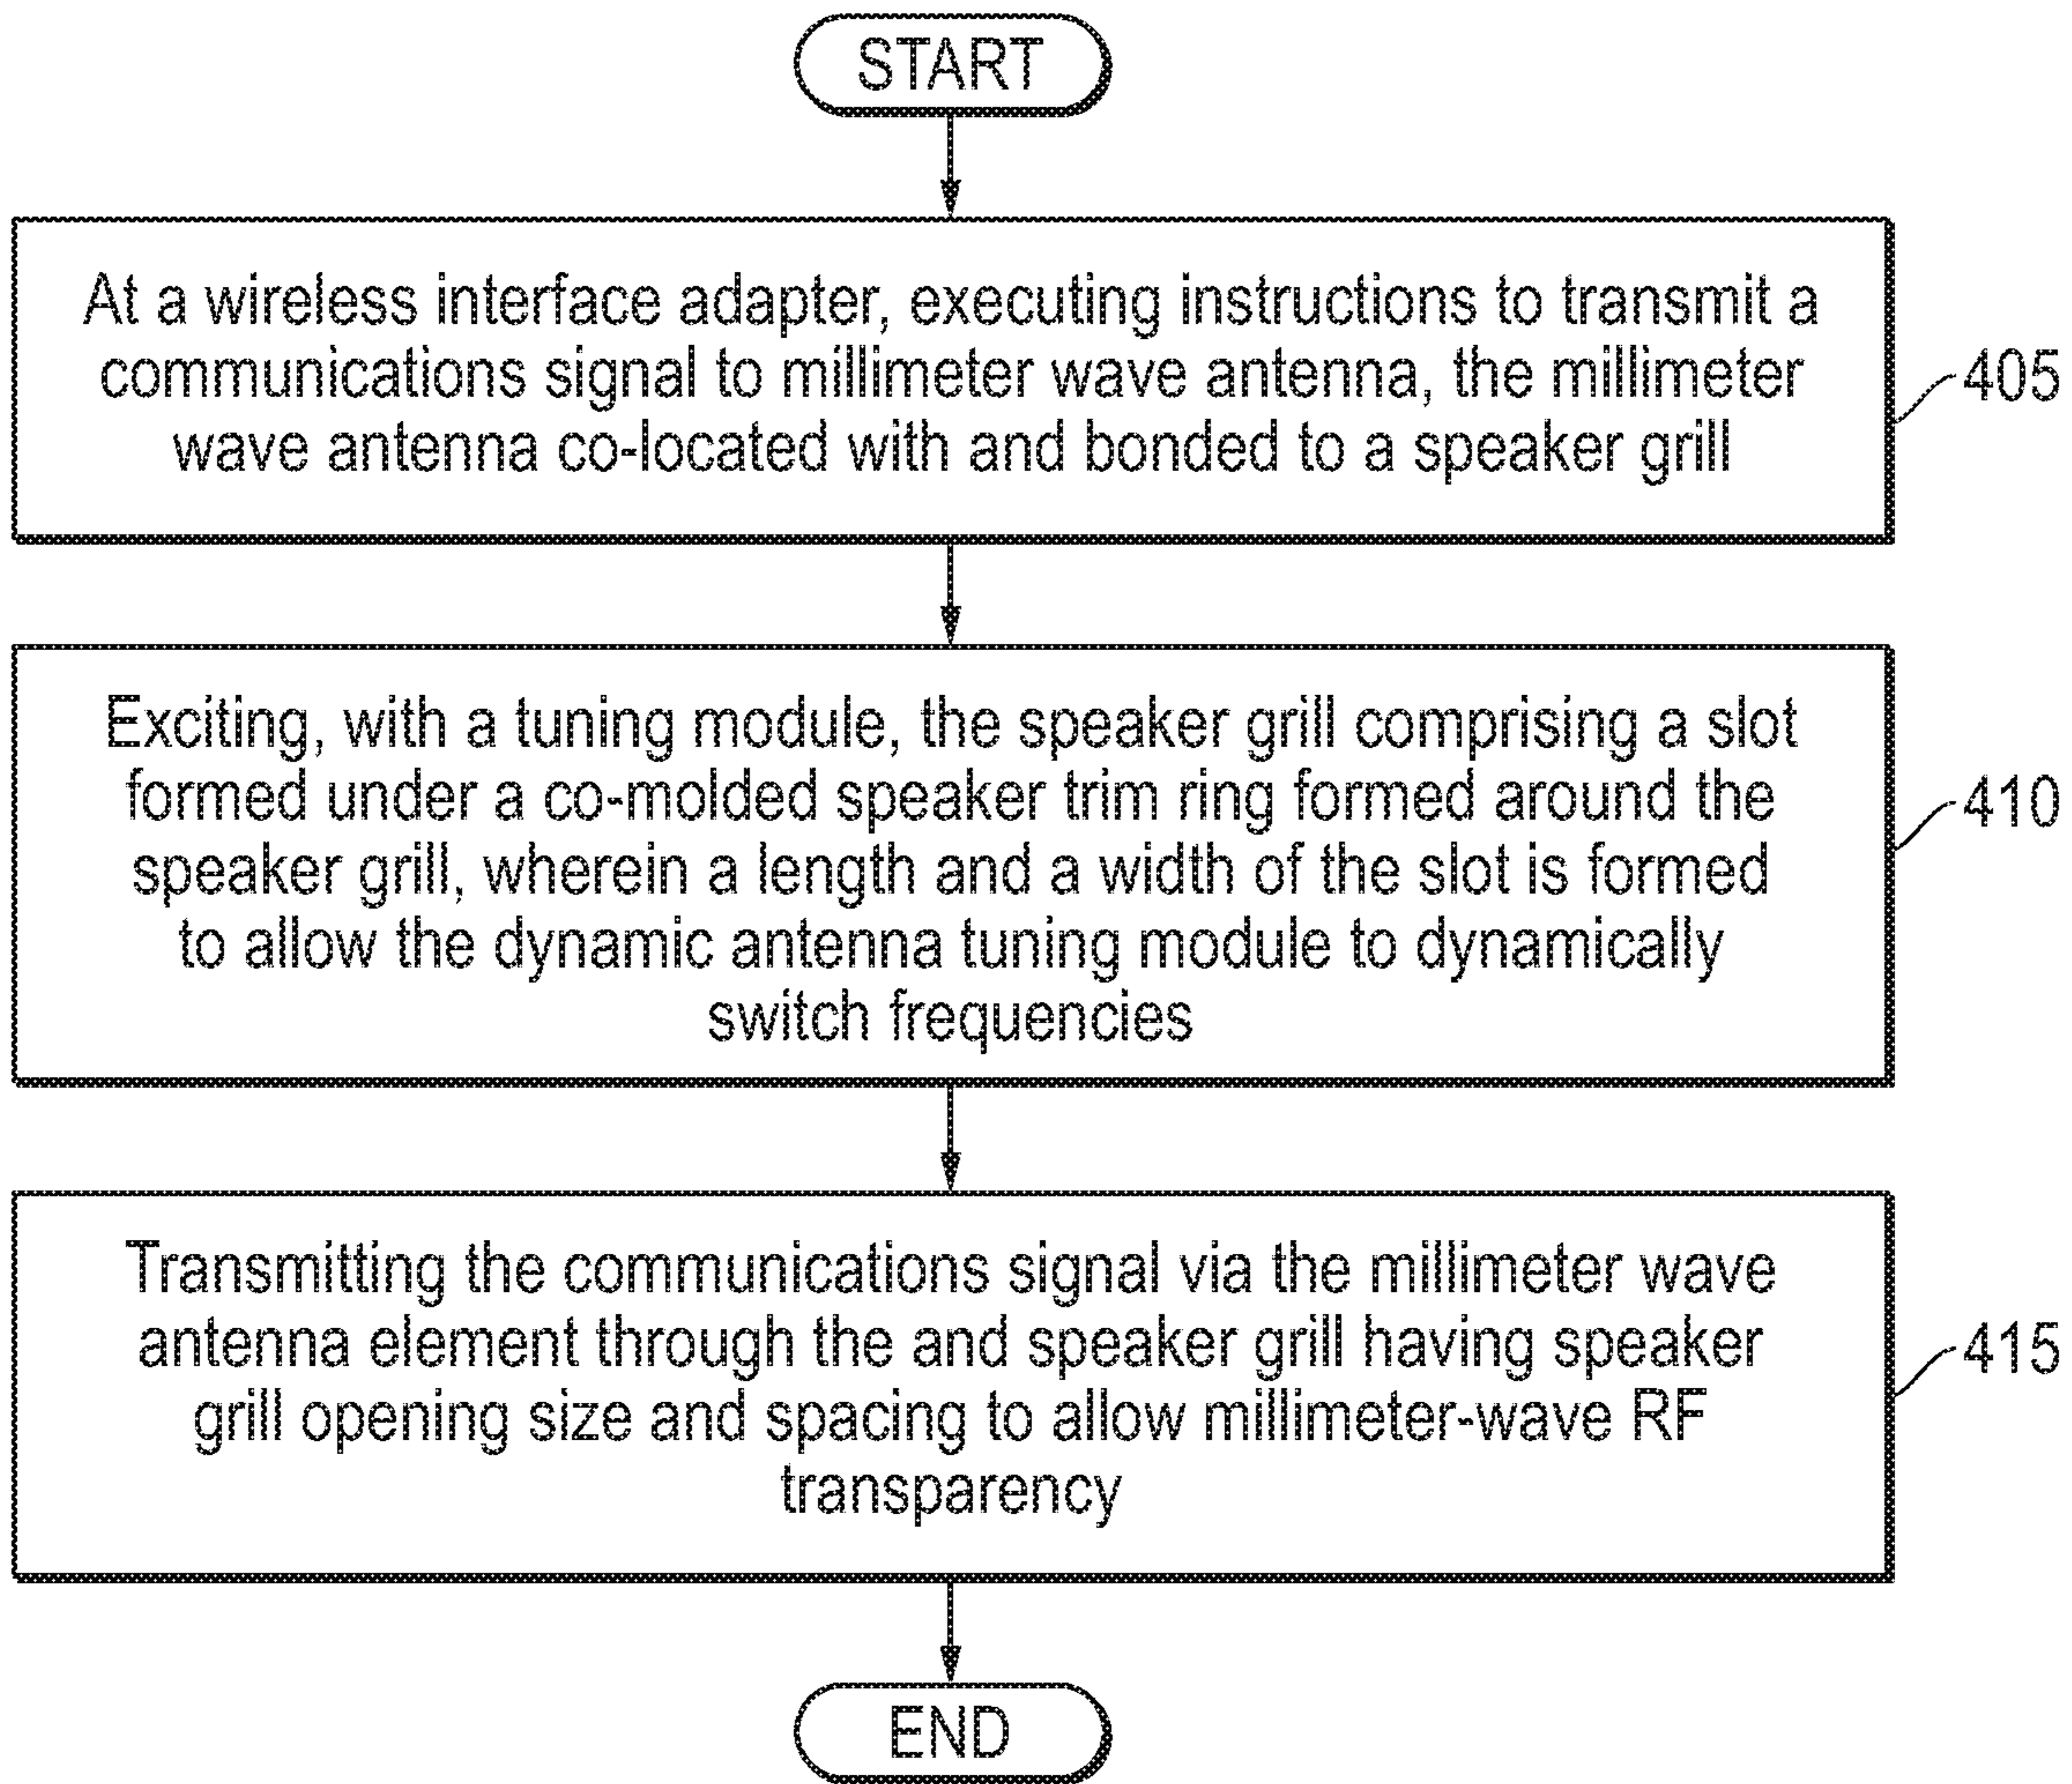 START
At a wireless interface adapter, executing instructions to transmit a
communications signal to millimeter wave antenna, the millimeter
wave antenna co-located with and bonded to a speaker grill
405
Exciting, with a tuning module, the speaker grill comprising a slot
formed under a co-molded speaker trim ring formed around the
speaker grill, wherein a length and a width of the slot is formed
to allow the dynamic antenna tuning module to dynamically
switch frequencies
410
Transmitting the communications signal via the millimeter wave
antenna element through the and speaker grill having speaker
grill opening size and spacing to allow millimeter-wave RF
transparency
415
END